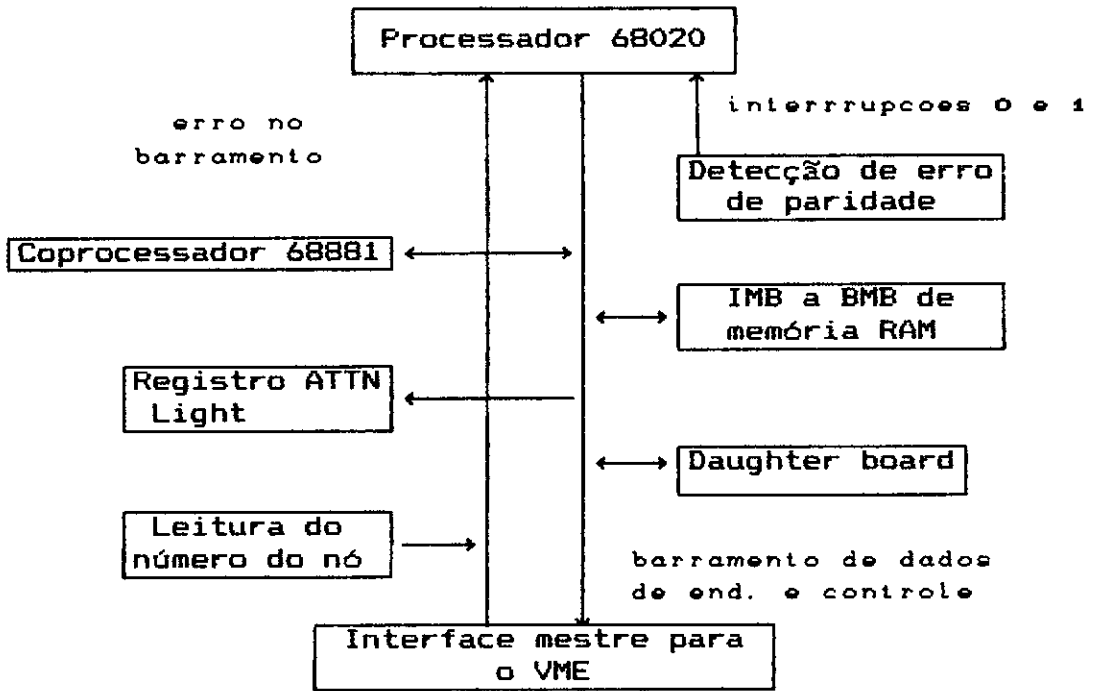 Processador 68020
interrrupcoes 0 e 1
erro no
barramento
Detecção de erro
de paridade
Coprocessador 68881
IMB a BMB de
memória RAM
Registro ATTN
Light
Daughter board
Leitura do
número do nó
barramento de dados
de end. e controle
Interface mestre para
o VME